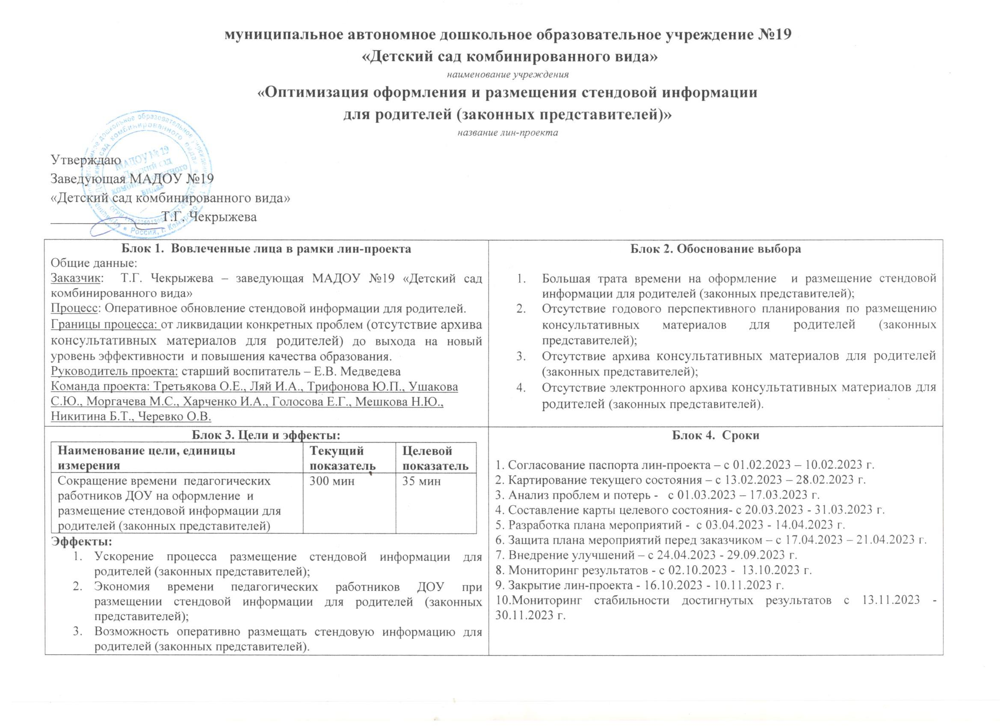 муниципальное автономное дошкольное образовательное учреждение №19
«Детский сад комбинированного вида»
наименование учреждения
«Оптимизация оформления и размещения стендовой информации
для родителей (законных представителей)»
название лин-проекта
Утверждаю
Заведующая МАДОУ №19
«Детский сад комбинированного вида»
Т.Г. Чекрыжева
МАДОУ № 19
«Детский сад
комбинированного
вида»
Блок 1. Вовлеченные лица в рамки лин-проекта
Общие данные:
Заказчик: Т.Г. Чекрыжева – заведующая МАДОУ №19 «Детский сад
комбинированного вида»
Процесс: Оперативное обновление стендовой информации для родителей.
Границы процесса: от ликвидации конкретных проблем (отсутствие архива
консультативных материалов для родителей) до выхода на новый
уровень эффективности и повышения качества образования.
Руководитель проекта: старший воспитатель – Е.В. Медведева
Команда проекта: Третьякова О.Е., Ляй И.А., Трифонова Ю.П., Ушакова
С.Ю., Моргачева М.С., Харченко И.А., Голосова Е.Г., Мешкова Н.Ю.,
Никитина Б.Т., Черевко О.В.
Блок 2. Обоснование выбора
1. Большая трата времени на оформление и размещение стендовой
информации для родителей (законных представителей);
2. Отсутствие годового перспективного планирования по размещению
консультативных материалов для родителей (законных
представителей);
3. Отсутствие архива консультативных материалов для родителей
(законных представителей);
4. Отсутствие электронного архива консультативных материалов для
родителей (законных представителей).
Блок 3. Цели и эффекты:
Наименование цели, единицы
измерения
Текущий
показатель
Целевой
показатель
Сокращение времени педагогических
работников ДОУ на оформление и
размещение стендовой информации для
родителей (законных представителей)
300 мин
35 мин
Эффекты:
1. Ускорение процесса размещение стендовой информации для
родителей (законных представителей);
2. Экономия времени педагогических работников ДОУ при
размещении стендовой информации для родителей (законных
представителей);
3. Возможность оперативно размещать стендовую информацию для
родителей (законных представителей).
Блок 4. Сроки
1. Согласование паспорта лин-проекта – с 01.02.2023 – 10.02.2023 г.
2. Картирование текущего состояния – с 13.02.2023 – 28.02.2023 г.
3. Анализ проблем и потерь - с 01.03.2023 – 17.03.2023 г.
4. Составление карты целевого состояния- с 20.03.2023 - 31.03.2023 г.
5. Разработка плана мероприятий - с 03.04.2023 - 14.04.2023 г.
6. Защита плана мероприятий перед заказчиком – с 17.04.2023 – 21.04.2023 г.
7. Внедрение улучшений – с 24.04.2023 - 29.09.2023 г.
8. Мониторинг результатов - с 02.10.2023 - 13.10.2023 г.
9. Закрытие лин-проекта - 16.10.2023 - 10.11.2023 г.
10.Мониторинг стабильности достигнутых результатов с 13.11.2023 -
30.11.2023 г.